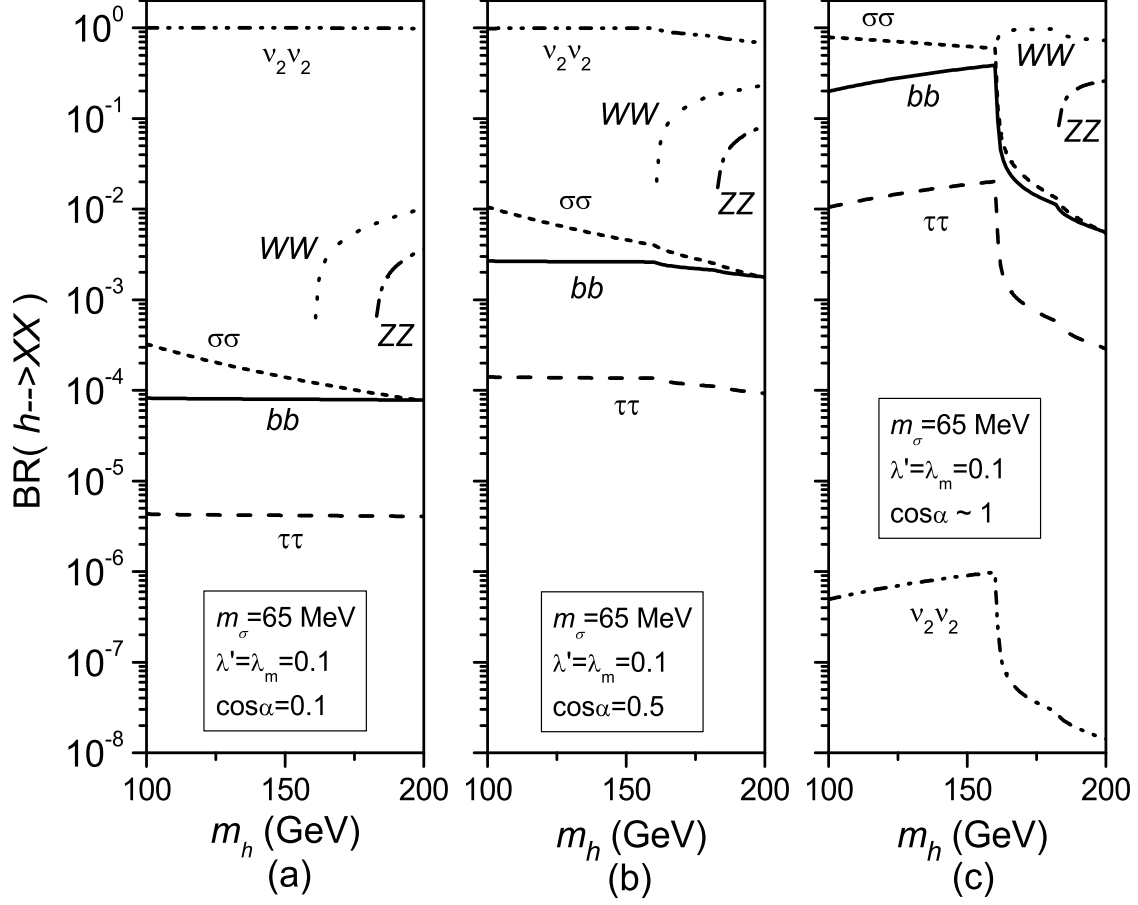 BR( h-->XX )
10^0
10^-1
10^-2
10^-3
10^-4
10^-5
10^-6
10^-7
10^-8
ν₂ν₂
WW
ZZ
σσ
bb
ττ
m_σ=65 MeV
λ'=λ_m=0.1
cosα=0.1
100 150 200
m_h (GeV)
(a)
ν₂ν₂
WW
ZZ
σσ
bb
ττ
m_σ=65 MeV
λ'=λ_m=0.1
cosα=0.5
100 150 200
m_h (GeV)
(b)
σσ
WW
bb
ZZ
ττ
m_σ=65 MeV
λ'=λ_m=0.1
cosα ~ 1
ν₂ν₂
100 150 200
m_h (GeV)
(c)